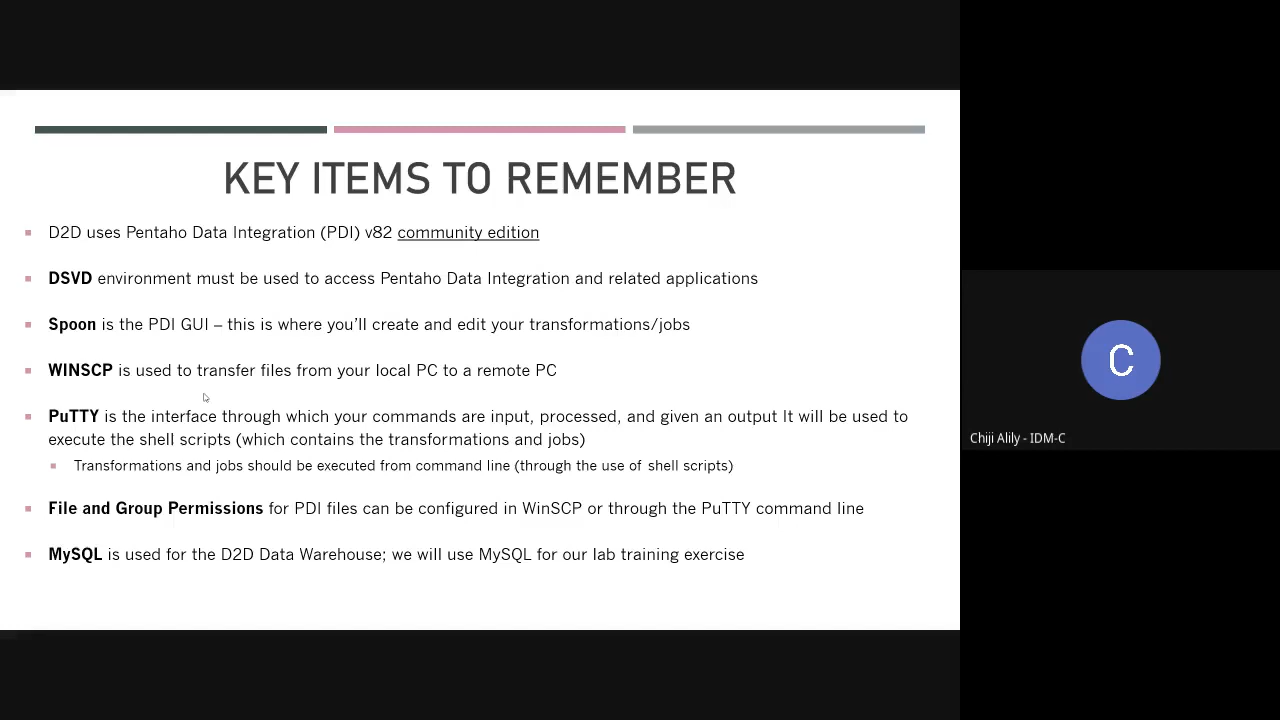 KEY ITEMS TO REMEMBER
D2D uses Pentaho Data Integration (PDI) v82 community edition
DSVD environment must be used to access Pentaho Data Integration and related applications
Spoon is the PDI GUI – this is where you’ll create and edit your transformations/jobs
WINSCP is used to transfer files from your local PC to a remote PC
PuTTY is the interface through which your commands are input, processed, and given an output It will be used to
execute the shell scripts (which contains the transformations and jobs)
Transformations and jobs should be executed from command line (through the use of shell scripts)
File and Group Permissions for PDI files can be configured in WinSCP or through the PuTTY command line
MySQL is used for the D2D Data Warehouse; we will use MySQL for our lab training exercise
C
Chiji Alily - IDM-C